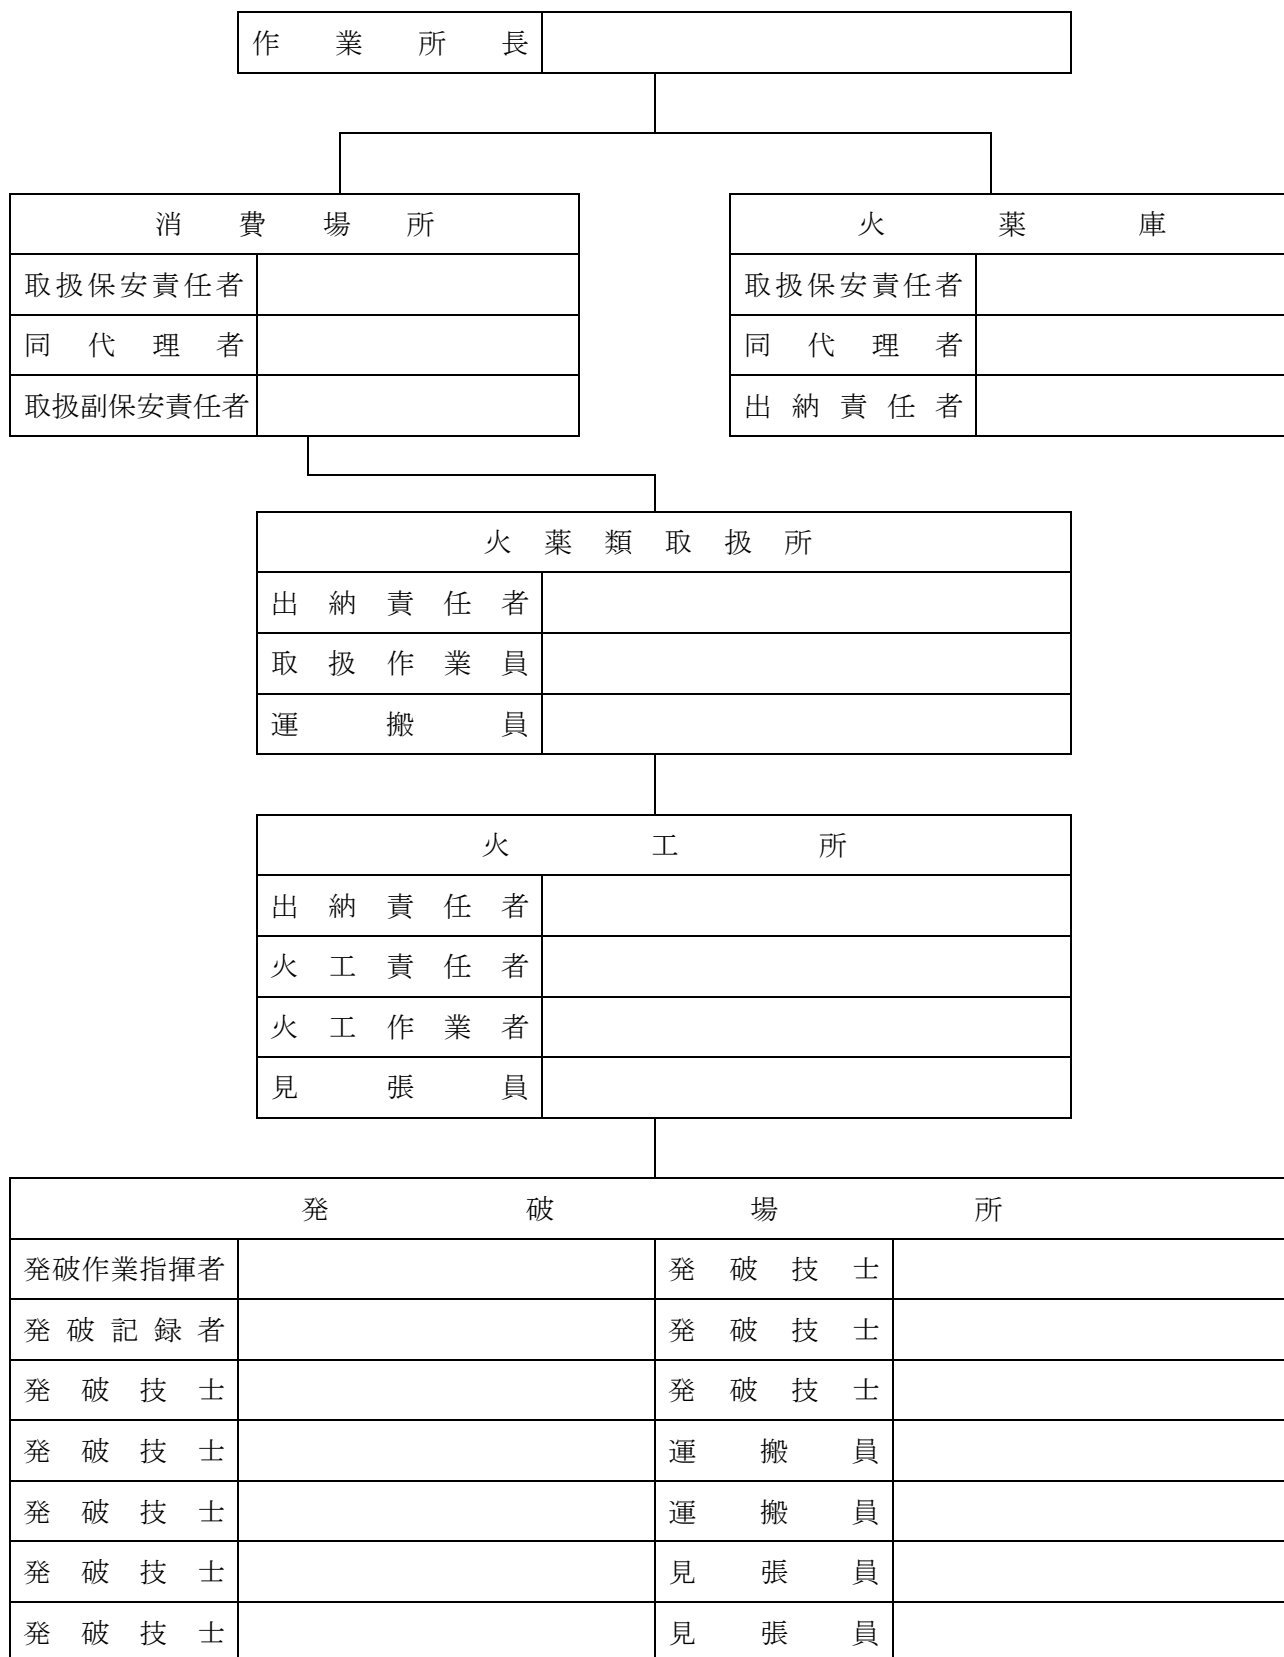 作業所長
消費場所
取扱保安責任者
同代理者
取扱副保安責任者
火薬庫
取扱保安責任者
同代理者
出納責任者
火薬類取扱所
出納責任者
取扱作業員
運搬員
火工所
出納責任者
火工責任者
火工作業者
見張員
発破場所
発破作業指揮者 発破技士
発破記録者 発破技士
発破技士 発破技士
発破技士 運搬員
発破技士 運搬員
発破技士 見張員
発破技士 見張員